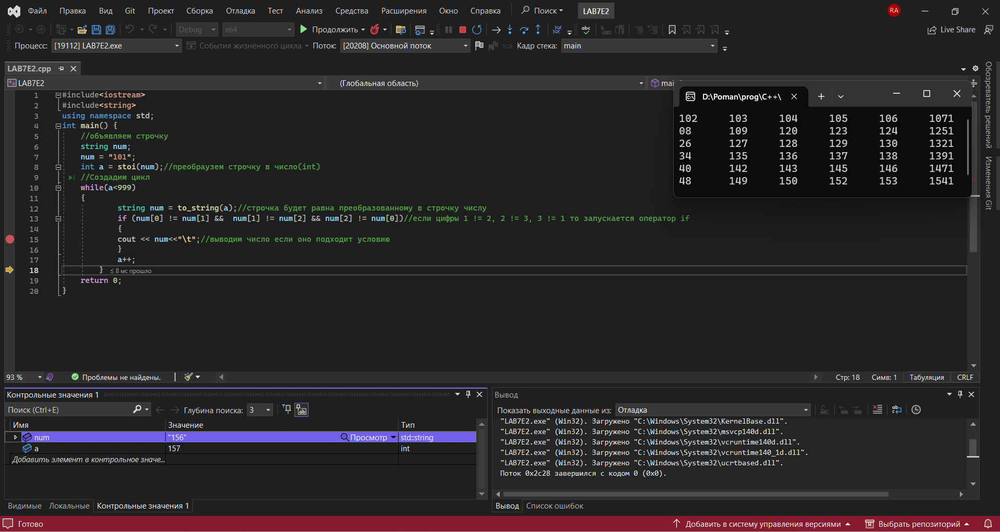 Файл Правка Вид Git Проект Сборка Отладка Тест Анализ Средства Расширения Окно Справка Поиск LAB7E2 RA
Debug x64 Продолжить abc Live Share
Процесс: [19112] LAB7E2.exe События жизненного цикла Поток: [20208] Основной поток Кадр стека: main
LAB7E2.cpp
LAB7E2 (Глобальная область) main
1 #include<iostream>
2 #include<string>
3 using namespace std;
4 int main() {
5 //объявляем строчку
6 string num;
7 num = "101";
8 int a = stoi(num);//преобраузем строчку в число(int)
9 //Создадим цикл
10 while(a<999)
11 {
12 string num = to_string(a);//строчка будет равна преобразованному в строчку числу
13 if (num[0] != num[1] && num[1] != num[2] && num[2] != num[0])//если цифры 1 != 2, 2 != 3, 3 != 1 то запускается оператор if
14 {
15 cout << num<<"\t";//выводим число если оно подходит условию
16 }
17 a++;
18 } ≤ 8 мс прошло
19 return 0;
20 }
D:\Poman\prog\C++\
102 103 104 105 106 1071
08 109 120 123 124 1251
26 127 128 129 130 1321
34 135 136 137 138 1391
40 142 143 145 146 1471
48 149 150 152 153 1541
Обозреватель решений
Изменения Git
93 % Проблемы не найдены. Стр: 18 Симв: 1 Табуляция CRLF
Контрольные значения 1
Поиск (Ctrl+E) Глубина поиска: 3
Имя Значение Тип
num "156" Просмотр std::string
a 157 int
Добавить элемент в контрольное значе...
Видимые Локальные Контрольные значения 1
Вывод
Показать выходные данные из: Отладка
"LAB7E2.exe" (Win32). Загружено "C:\Windows\System32\KernelBase.dll".
"LAB7E2.exe" (Win32). Загружено "C:\Windows\System32\msvcp140d.dll".
"LAB7E2.exe" (Win32). Загружено "C:\Windows\System32\vcruntime140d.dll".
"LAB7E2.exe" (Win32). Загружено "C:\Windows\System32\vcruntime140_1d.dll".
"LAB7E2.exe" (Win32). Загружено "C:\Windows\System32\ucrtbased.dll".
Поток 0x2c28 завершился с кодом 0 (0x0).
Вывод Список ошибок
Готово Добавить в систему управления версиями Выбрать репозиторий